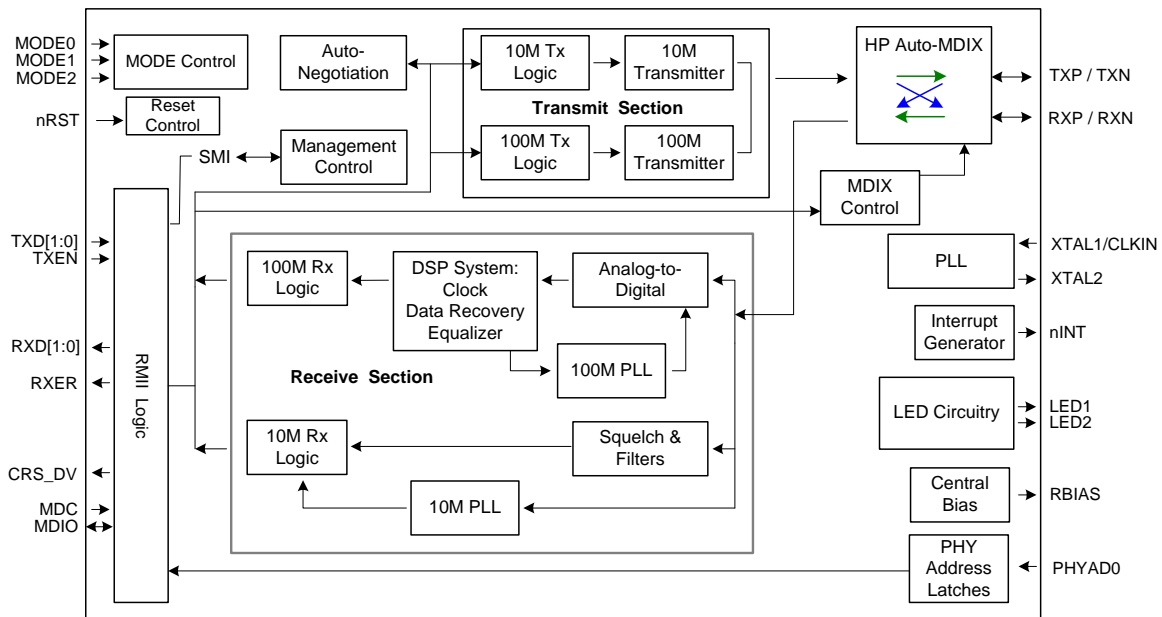 MODE0
MODE1
MODE2
MODE Control
nRST
Reset
Control
Auto-
Negotiation
SMI
Management
Control
10M Tx
Logic
10M
Transmitter
Transmit Section
100M Tx
Logic
100M
Transmitter
HP Auto-MDIX
TXP / TXN
RXP / RXN
MDIX
Control
TXD[1:0]
TXEN
RXD[1:0]
RXER
CRS_DV
MDC
MDIO
RMII Logic
100M Rx
Logic
DSP System:
Clock
Data Recovery
Equalizer
Analog-to-
Digital
100M PLL
Receive Section
10M Rx
Logic
Squelch &
Filters
10M PLL
PLL
XTAL1/CLKIN
XTAL2
Interrupt
Generator
nINT
LED Circuitry
LED1
LED2
Central
Bias
RBIAS
PHY
Address
Latches
PHYAD0